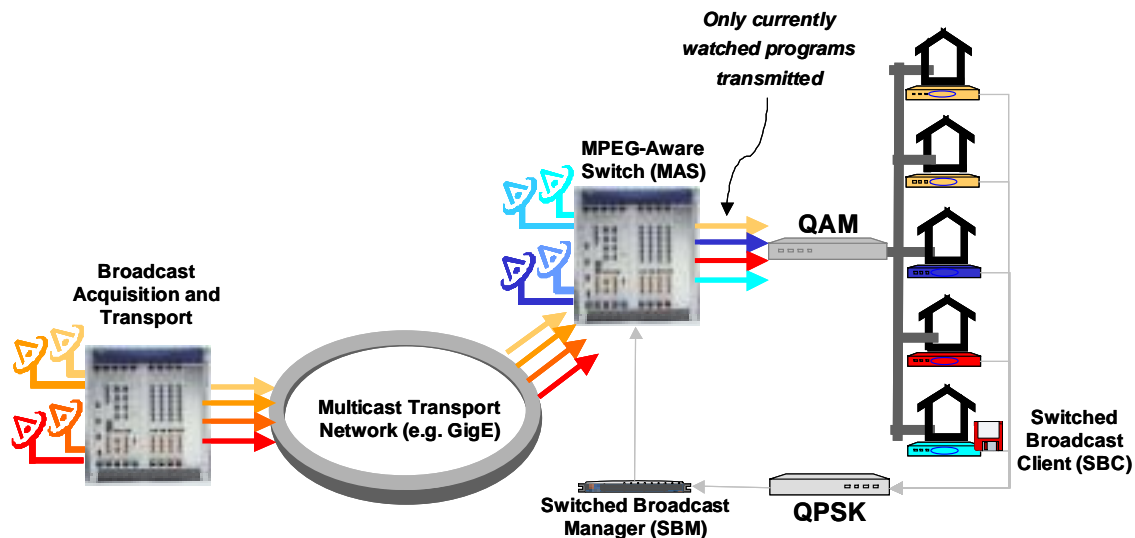 Only currently
watched programs
transmitted
MPEG-Aware
Switch (MAS)
QAM
Broadcast
Acquisition and
Transport
Multicast Transport
Network (e.g. GigE)
Switched
Broadcast
Client (SBC)
Switched Broadcast
Manager (SBM)
QPSK